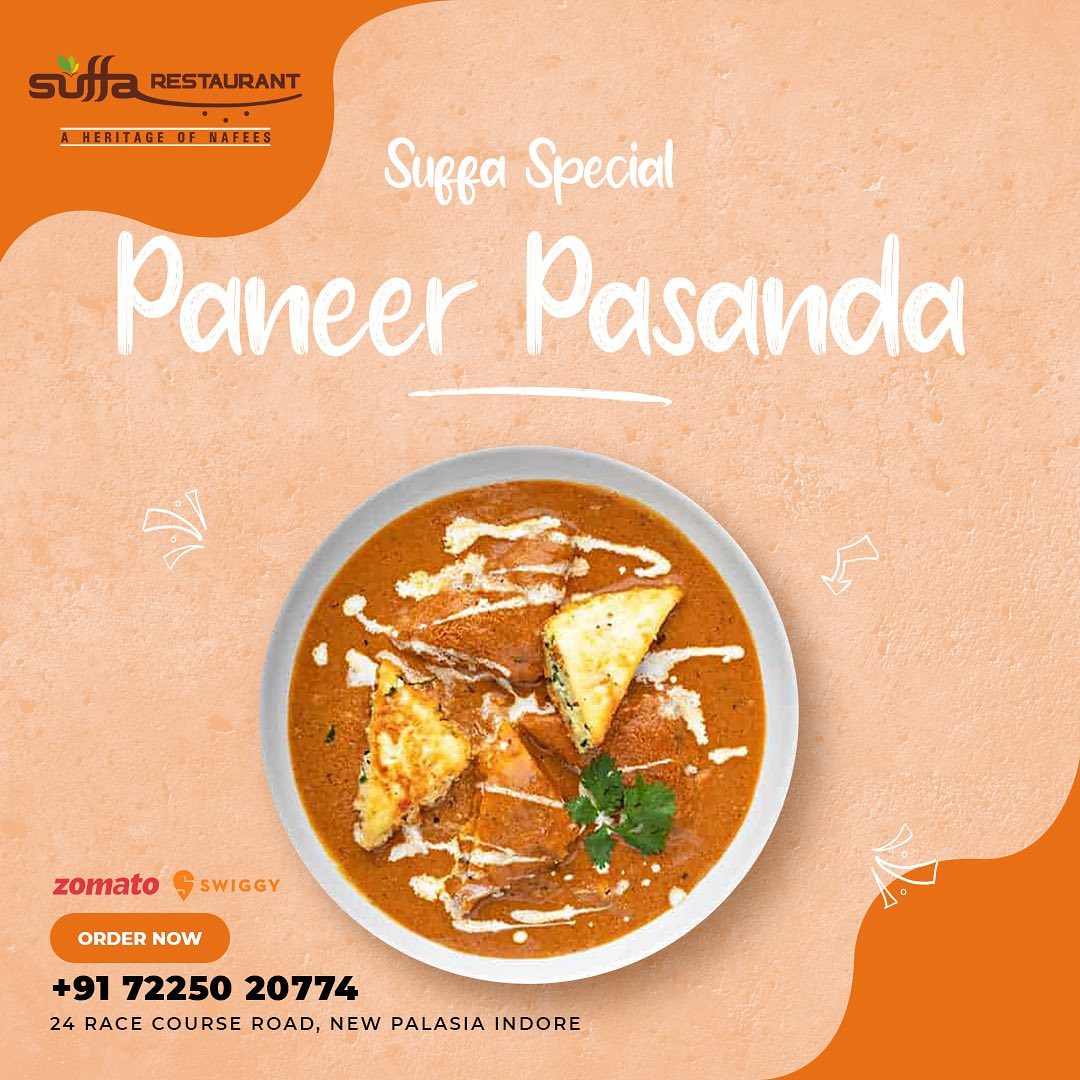 Suffa RESTAURANT
A HERITAGE OF NAFEES
Suffa Special
Paneer Pasanda
zomato SWIGGY
ORDER NOW
+91 72250 20774
24 RACE COURSE ROAD, NEW PALASIA INDORE